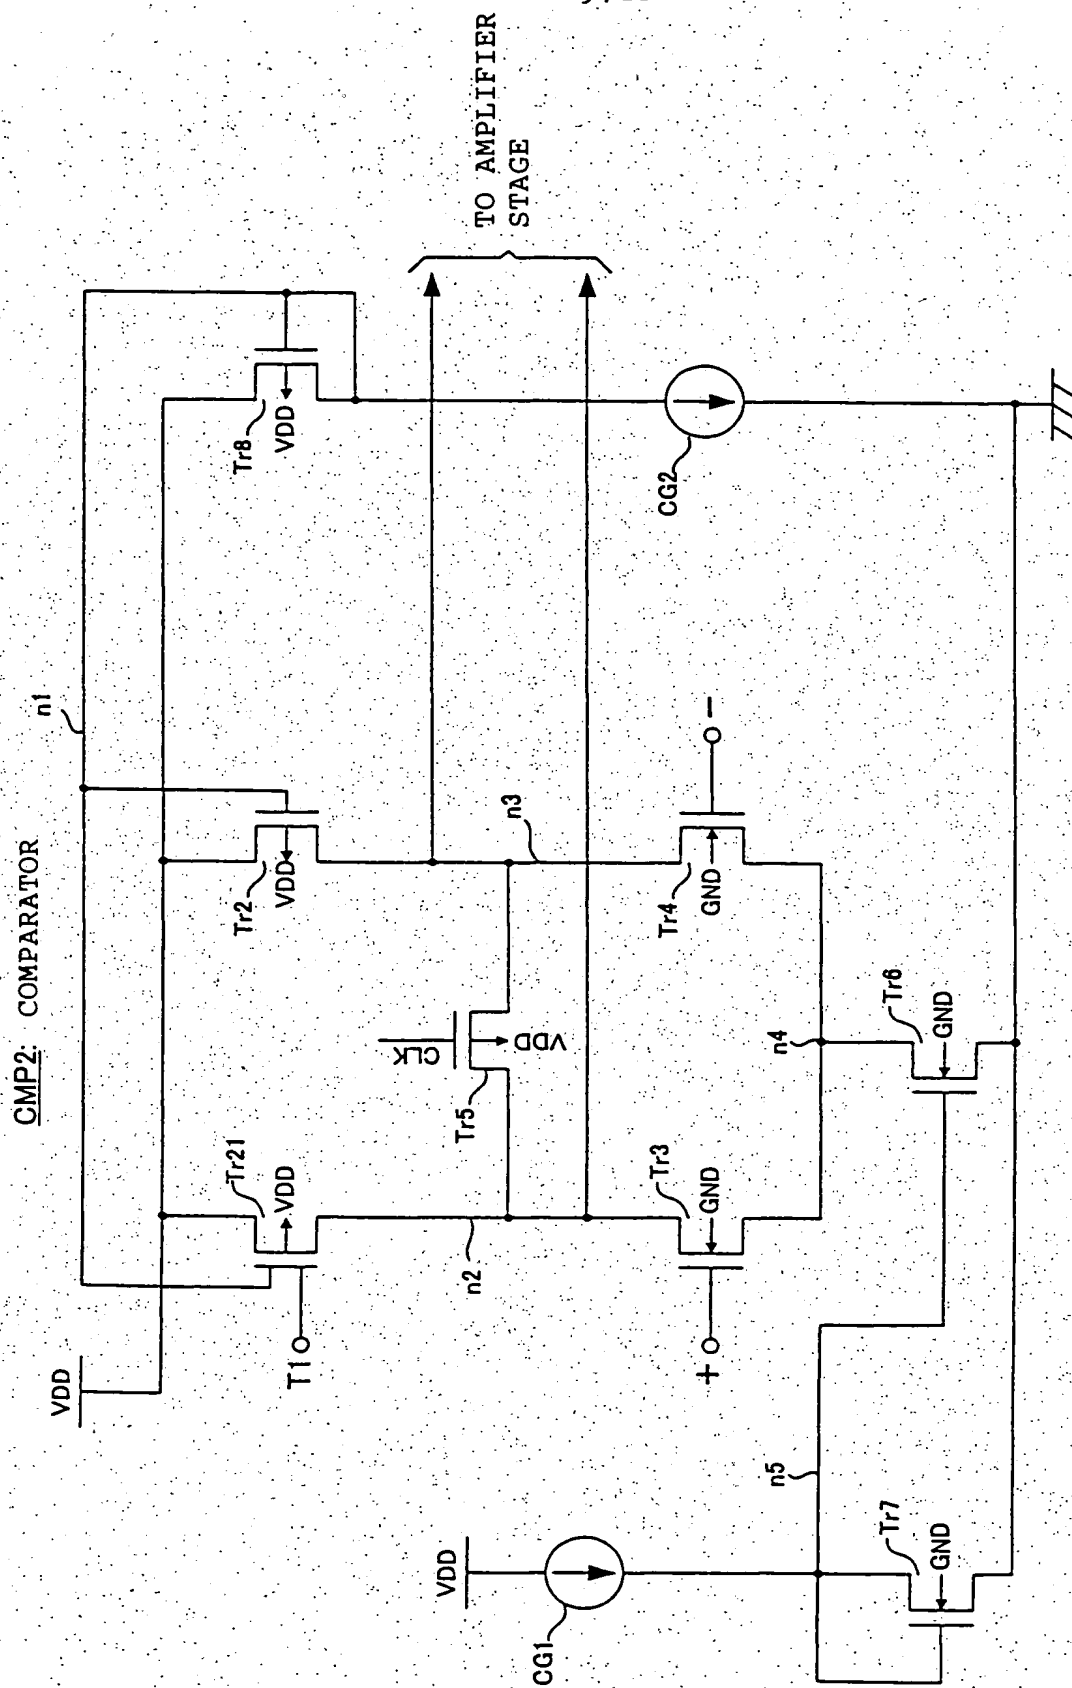 CMP2: COMPARATOR
n1
VDD
Tr21
VDD
T1
Tr2
VDD
Tr8
VDD
TO AMPLIFIER
STAGE
CLK
VDD
Tr5
n2
n3
CG2
Tr3
GND
+
Tr4
GND
-
n4
VDD
CG1
n5
Tr6
GND
Tr7
GND